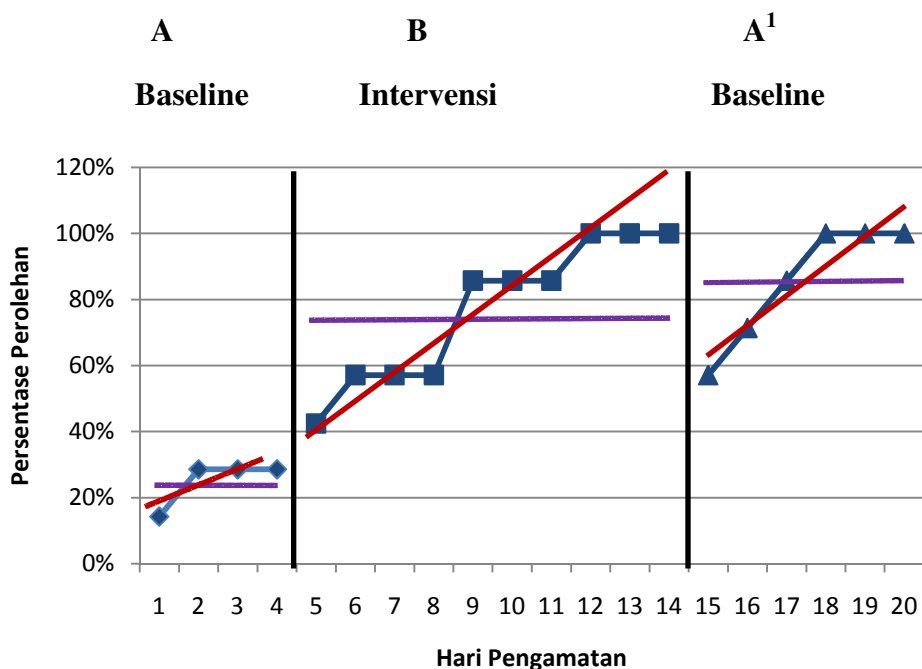 A B A¹
Baseline Intervensi Baseline
120%
100%
80%
60%
40%
20%
0%
Persentase Perolehan
1 2 3 4 5 6 7 8 9 10 11 12 13 14 15 16 17 18 19 20
Hari Pengamatan